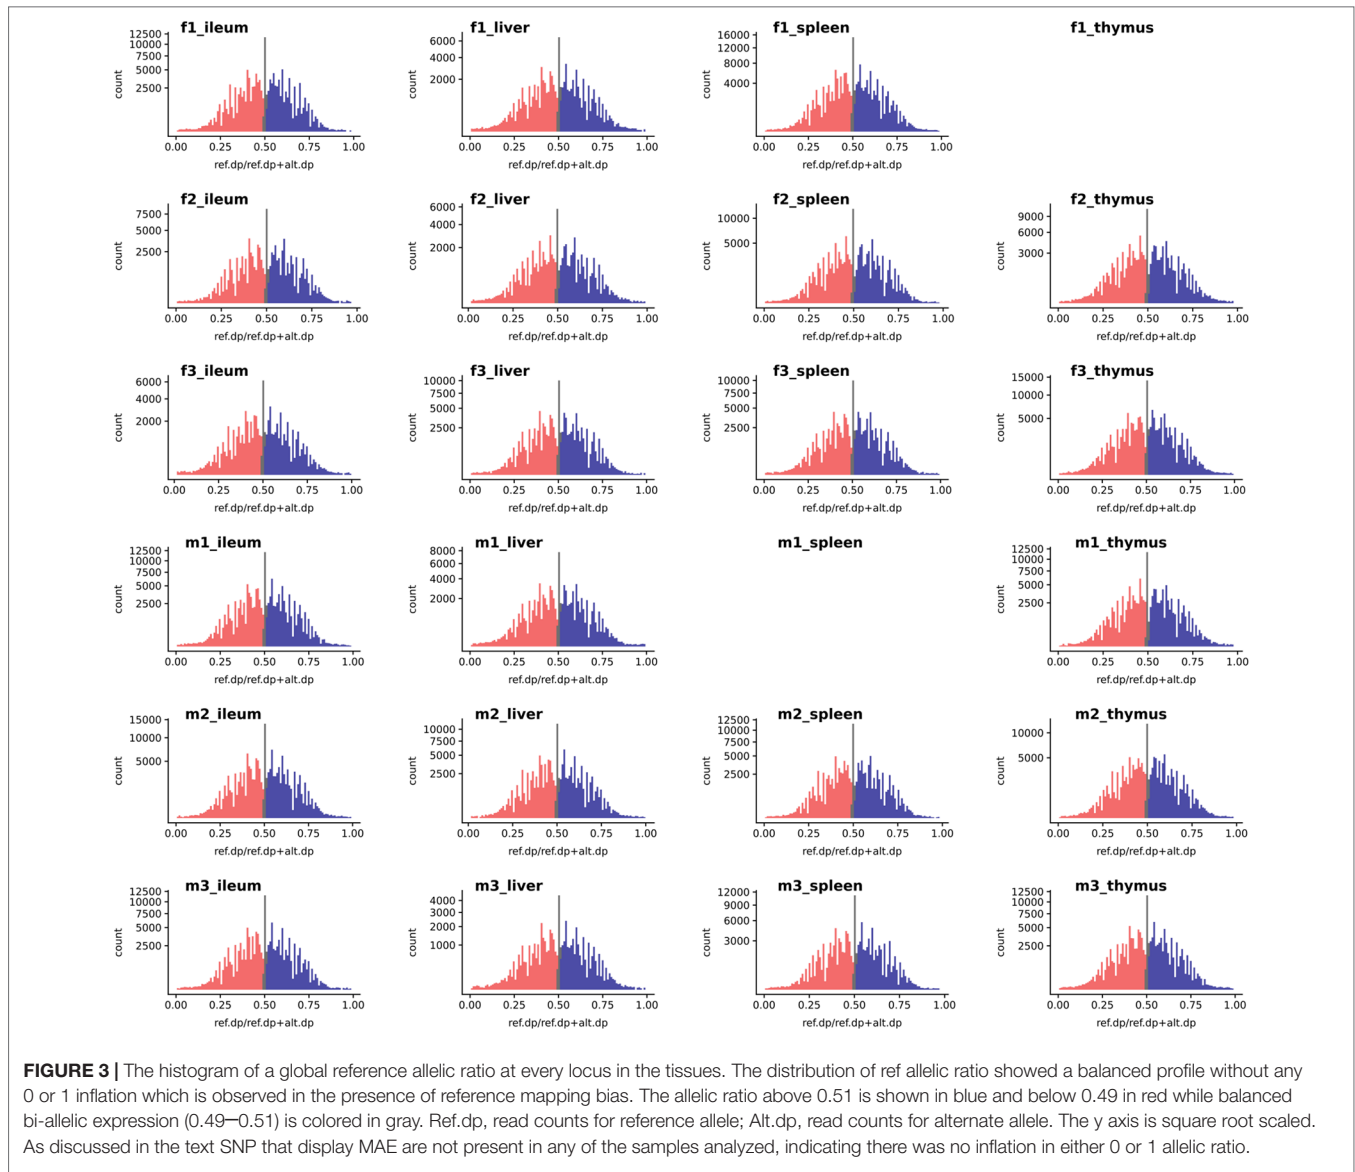 f1_ileum
12500
10000
7500
5000
2500
count
0.00 0.25 0.50 0.75 1.00
ref.dp/ref.dp+alt.dp
f1_liver
6000
4000
2000
count
0.00 0.25 0.50 0.75 1.00
ref.dp/ref.dp+alt.dp
f1_spleen
16000
12000
8000
4000
count
0.00 0.25 0.50 0.75 1.00
ref.dp/ref.dp+alt.dp
f1_thymus
f2_ileum
7500
5000
2500
count
0.00 0.25 0.50 0.75 1.00
ref.dp/ref.dp+alt.dp
f2_liver
6000
4000
2000
count
0.00 0.25 0.50 0.75 1.00
ref.dp/ref.dp+alt.dp
f2_spleen
10000
5000
count
0.00 0.25 0.50 0.75 1.00
ref.dp/ref.dp+alt.dp
f2_thymus
9000
6000
3000
count
0.00 0.25 0.50 0.75 1.00
ref.dp/ref.dp+alt.dp
f3_ileum
6000
4000
2000
count
0.00 0.25 0.50 0.75 1.00
ref.dp/ref.dp+alt.dp
f3_liver
10000
7500
5000
2500
count
0.00 0.25 0.50 0.75 1.00
ref.dp/ref.dp+alt.dp
f3_spleen
10000
7500
5000
2500
count
0.00 0.25 0.50 0.75 1.00
ref.dp/ref.dp+alt.dp
f3_thymus
15000
10000
5000
count
0.00 0.25 0.50 0.75 1.00
ref.dp/ref.dp+alt.dp
m1_ileum
12500
10000
7500
5000
2500
count
0.00 0.25 0.50 0.75 1.00
ref.dp/ref.dp+alt.dp
m1_liver
8000
6000
4000
2000
count
0.00 0.25 0.50 0.75 1.00
ref.dp/ref.dp+alt.dp
m1_spleen
m1_thymus
12500
10000
7500
5000
2500
count
0.00 0.25 0.50 0.75 1.00
ref.dp/ref.dp+alt.dp
m2_ileum
15000
10000
5000
count
0.00 0.25 0.50 0.75 1.00
ref.dp/ref.dp+alt.dp
m2_liver
10000
7500
5000
2500
count
0.00 0.25 0.50 0.75 1.00
ref.dp/ref.dp+alt.dp
m2_spleen
12500
10000
7500
5000
2500
count
0.00 0.25 0.50 0.75 1.00
ref.dp/ref.dp+alt.dp
m2_thymus
10000
5000
count
0.00 0.25 0.50 0.75 1.00
ref.dp/ref.dp+alt.dp
m3_ileum
12500
10000
7500
5000
2500
count
0.00 0.25 0.50 0.75 1.00
ref.dp/ref.dp+alt.dp
m3_liver
4000
3000
2000
1000
count
0.00 0.25 0.50 0.75 1.00
ref.dp/ref.dp+alt.dp
m3_spleen
12000
9000
6000
3000
count
0.00 0.25 0.50 0.75 1.00
ref.dp/ref.dp+alt.dp
m3_thymus
12500
10000
7500
5000
2500
count
0.00 0.25 0.50 0.75 1.00
ref.dp/ref.dp+alt.dp
FIGURE 3 | The histogram of a global reference allelic ratio at every locus in the tissues. The distribution of ref allelic ratio showed a balanced profile without any
0 or 1 inflation which is observed in the presence of reference mapping bias. The allelic ratio above 0.51 is shown in blue and below 0.49 in red while balanced
bi-allelic expression (0.49—0.51) is colored in gray. Ref.dp, read counts for reference allele; Alt.dp, read counts for alternate allele. The y axis is square root scaled.
As discussed in the text SNP that display MAE are not present in any of the samples analyzed, indicating there was no inflation in either 0 or 1 allelic ratio.